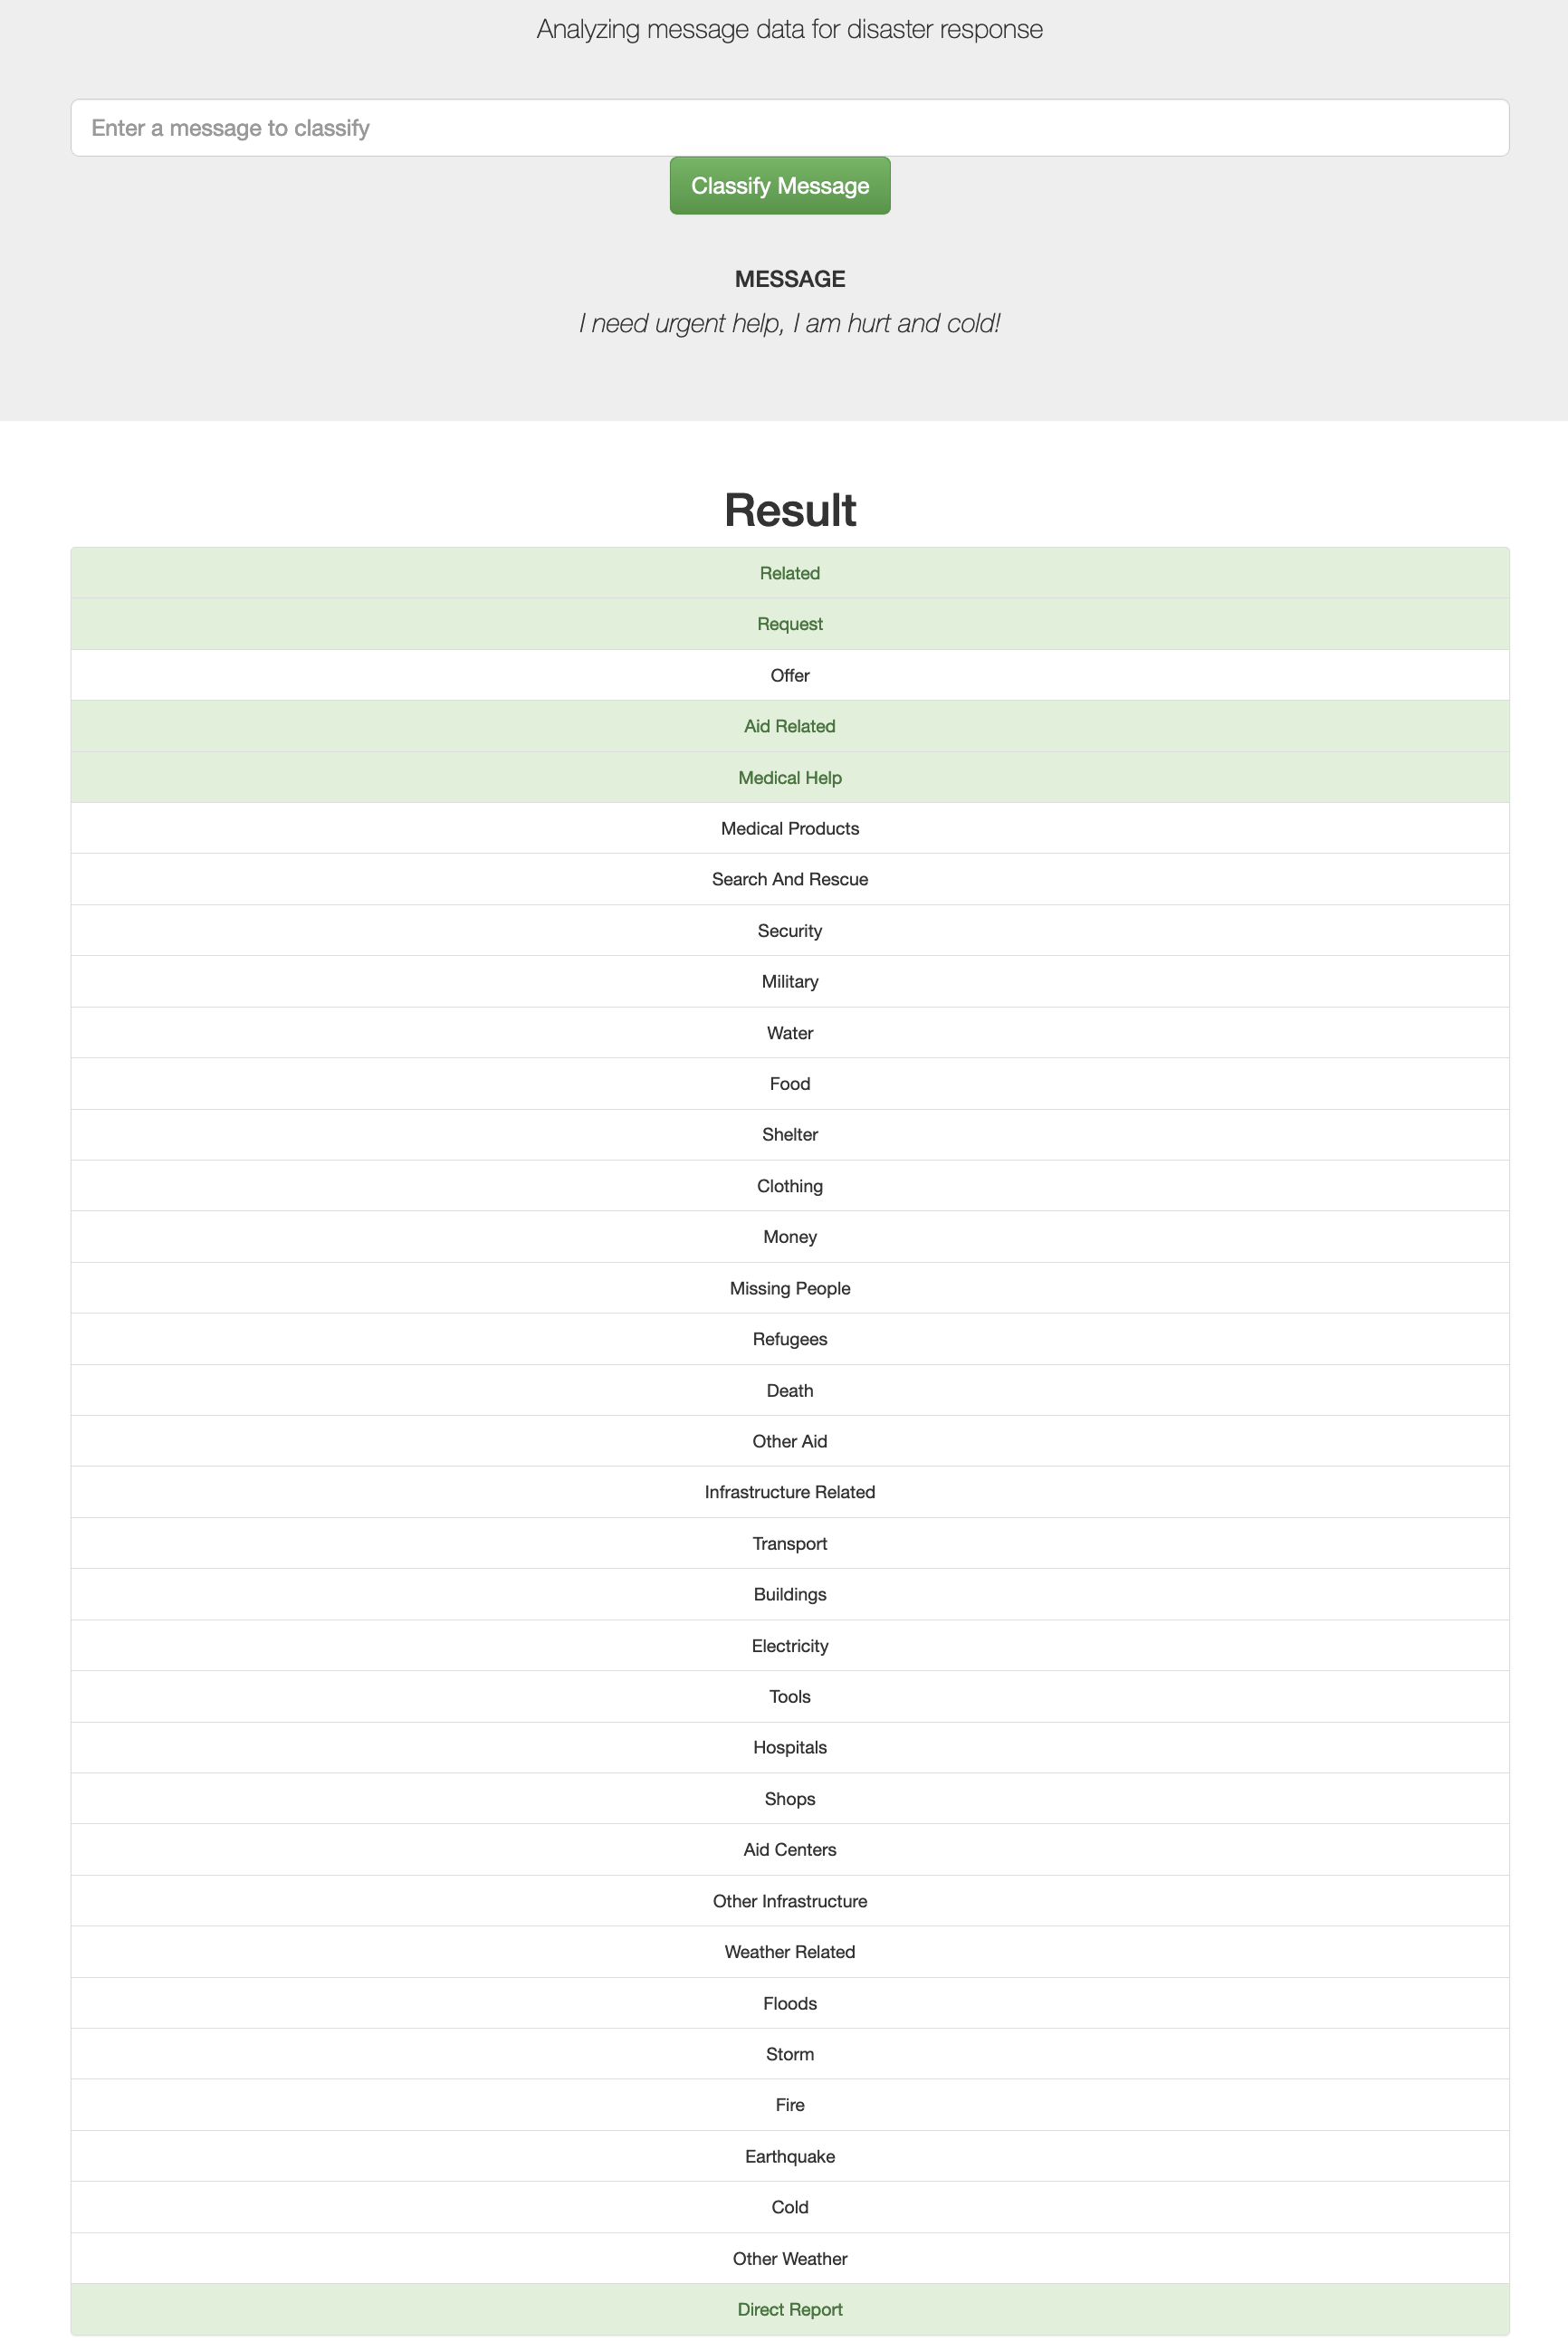 Analyzing message data for disaster response
Enter a message to classify
Classify Message
MESSAGE
I need urgent help, I am hurt and cold!
Result
Related
Request
Offer
Aid Related
Medical Help
Medical Products
Search And Rescue
Security
Military
Water
Food
Shelter
Clothing
Money
Missing People
Refugees
Death
Other Aid
Infrastructure Related
Transport
Buildings
Electricity
Tools
Hospitals
Shops
Aid Centers
Other Infrastructure
Weather Related
Floods
Storm
Fire
Earthquake
Cold
Other Weather
Direct Report